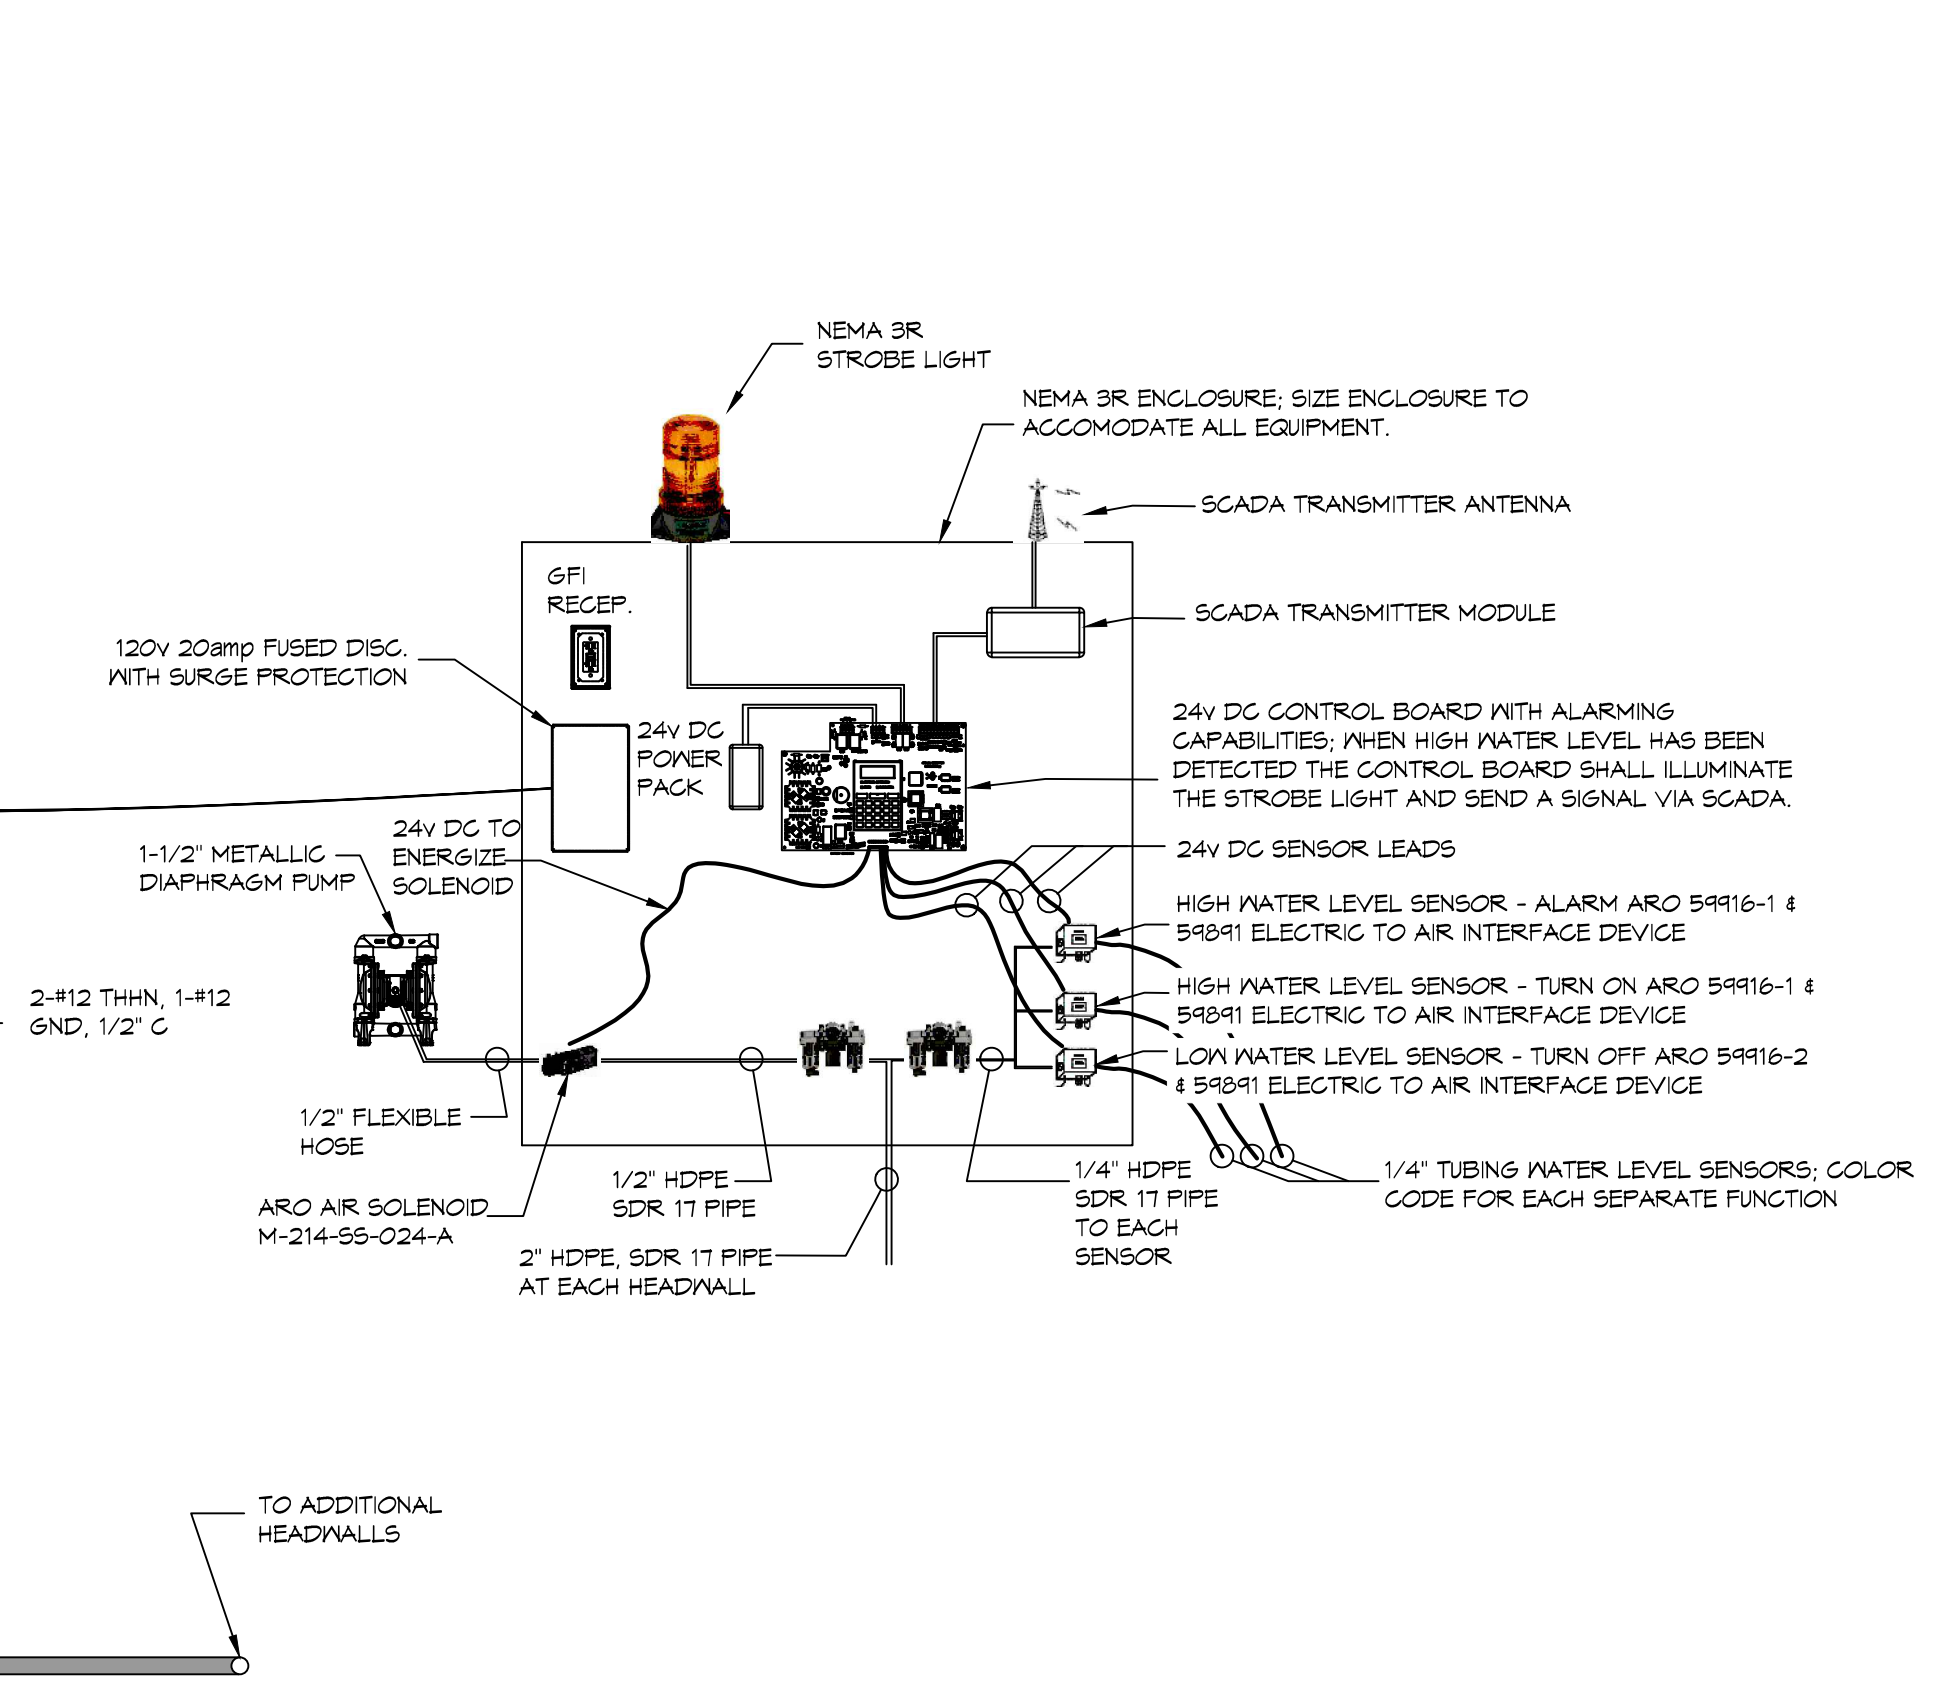 NEMA 3R
STROBE LIGHT
NEMA 3R ENCLOSURE; SIZE ENCLOSURE TO
ACCOMODATE ALL EQUIPMENT.
SCADA TRANSMITTER ANTENNA
GFI
RECEP.
SCADA TRANSMITTER MODULE
120v 20amp FUSED DISC.
WITH SURGE PROTECTION
24v DC
POWER
PACK
24v DC CONTROL BOARD WITH ALARMING
CAPABILITIES; WHEN HIGH WATER LEVEL HAS BEEN
DETECTED THE CONTROL BOARD SHALL ILLUMINATE
THE STROBE LIGHT AND SEND A SIGNAL VIA SCADA.
24v DC TO
ENERGIZE
SOLENOID
1-1/2" METALLIC
DIAPHRAGM PUMP
24v DC SENSOR LEADS
HIGH WATER LEVEL SENSOR - ALARM ARO 59916-1 &
59891 ELECTRIC TO AIR INTERFACE DEVICE
2-#12 THHN, 1-#12
GND, 1/2" C
HIGH WATER LEVEL SENSOR - TURN ON ARO 59916-1 &
59891 ELECTRIC TO AIR INTERFACE DEVICE
LOW WATER LEVEL SENSOR - TURN OFF ARO 59916-2
& 59891 ELECTRIC TO AIR INTERFACE DEVICE
1/2" FLEXIBLE
HOSE
1/2" HDPE
SDR 17 PIPE
1/4" HDPE
SDR 17 PIPE
TO EACH
SENSOR
1/4" TUBING WATER LEVEL SENSORS; COLOR
CODE FOR EACH SEPARATE FUNCTION
ARO AIR SOLENOID
M-214-SS-024-A
2" HDPE, SDR 17 PIPE
AT EACH HEADWALL
TO ADDITIONAL
HEADWALLS